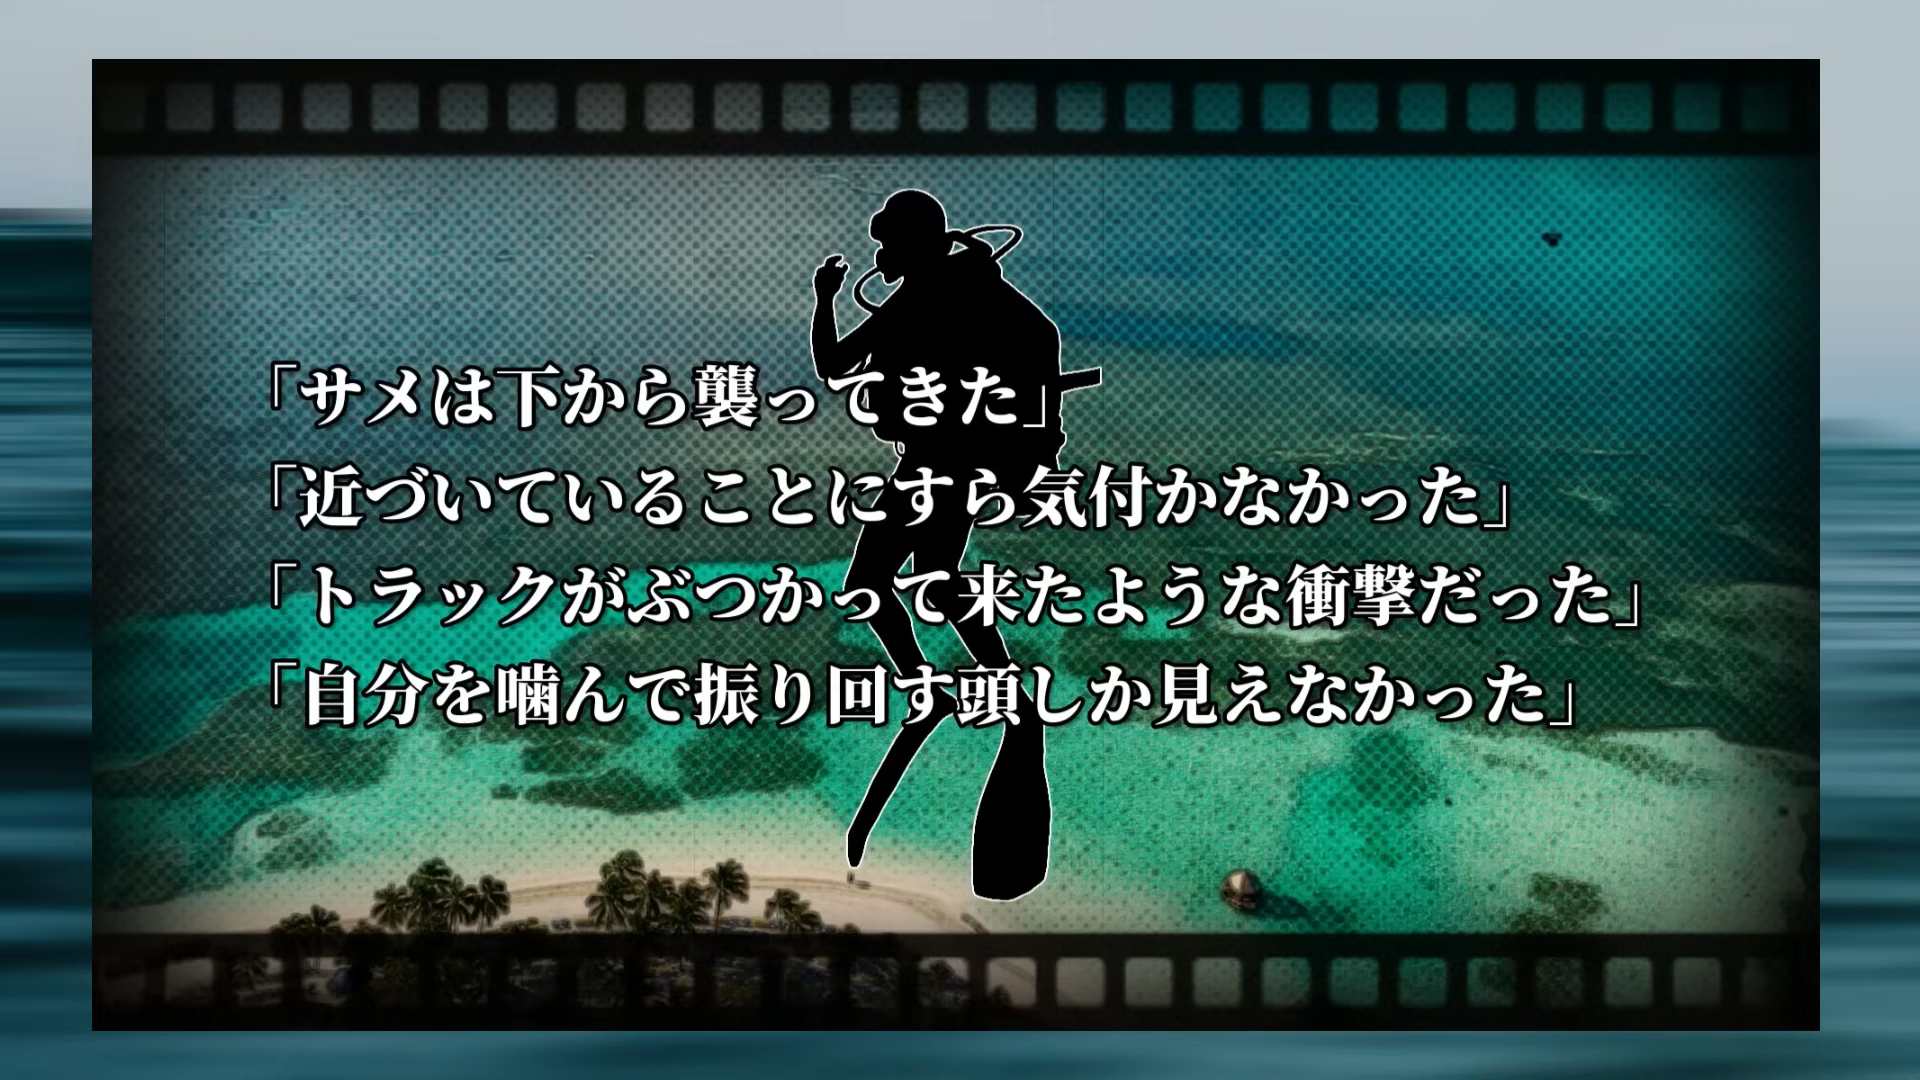 「サメは下から襲ってきた」
「近づいていることにすら気付かなかった」
「トラックがぶつかって来たような衝撃だった」
「自分を噛んで振り回す頭しか見えなかった」